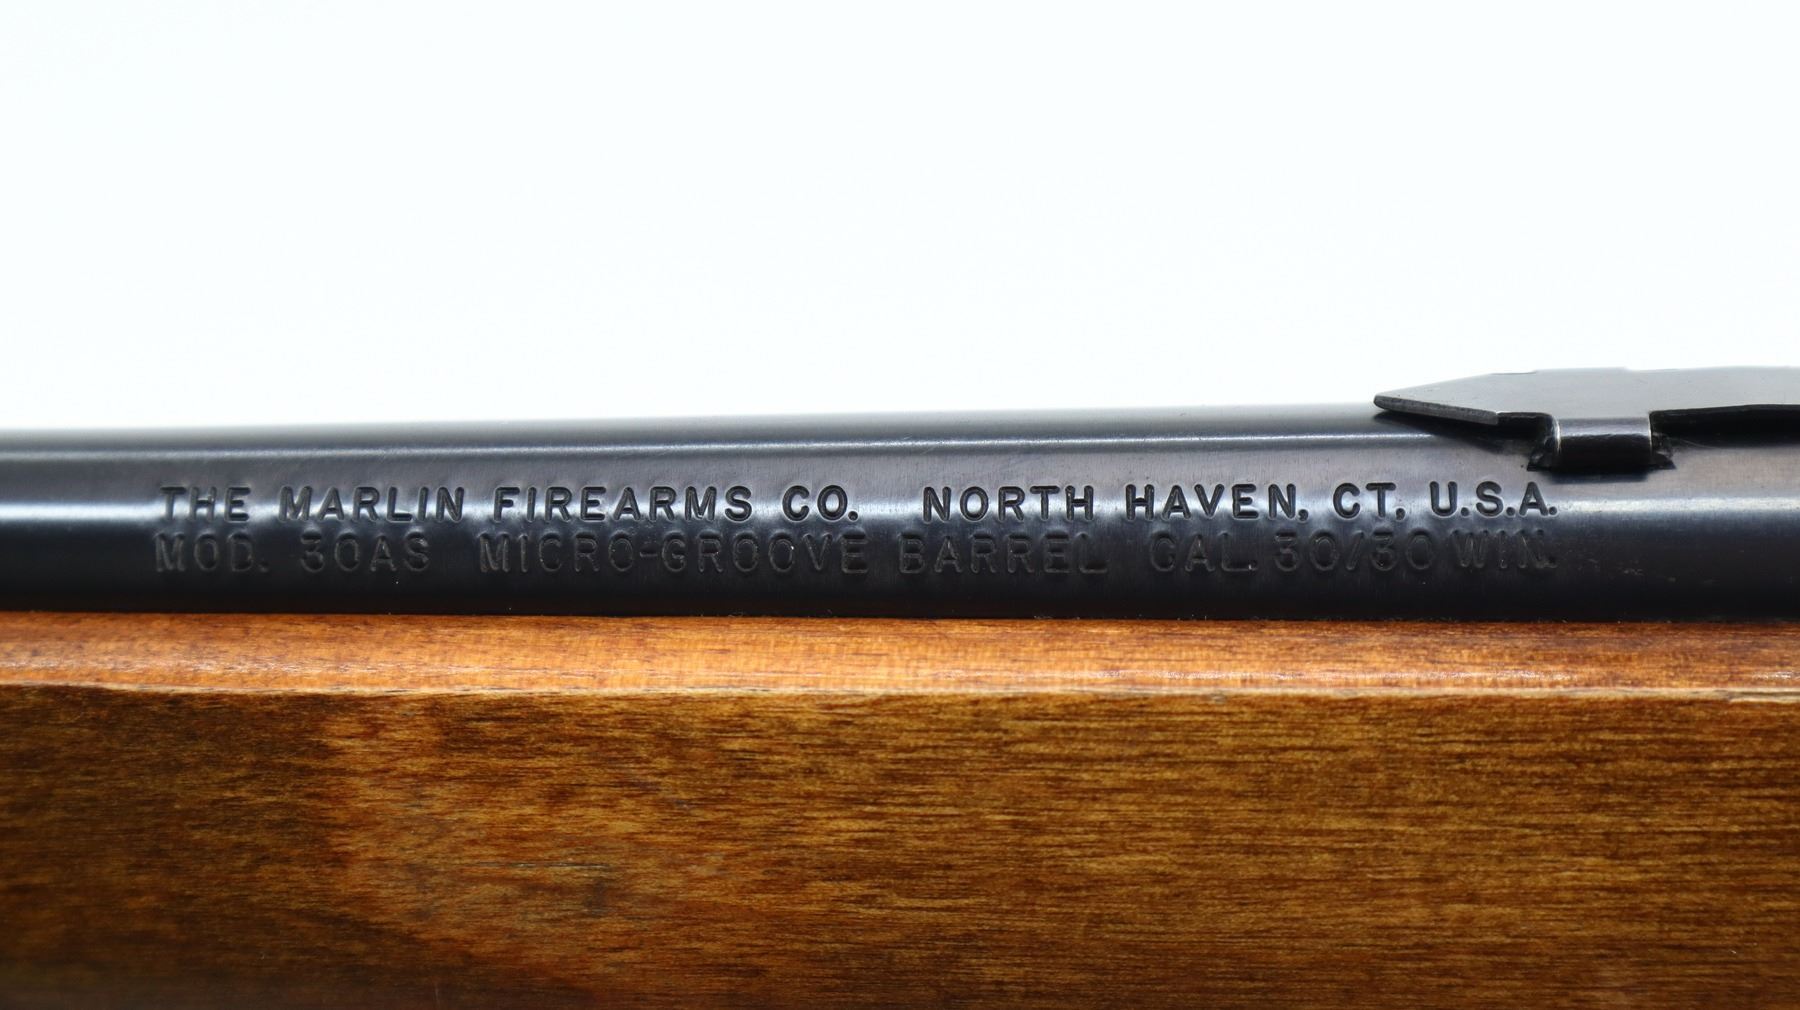 THE MARLIN FIREARMS CO. NORTH HAVEN, CT. U.S.A.
MOD. 30AS MICRO-GROOVE BARREL CAL. 30/30 WIN.